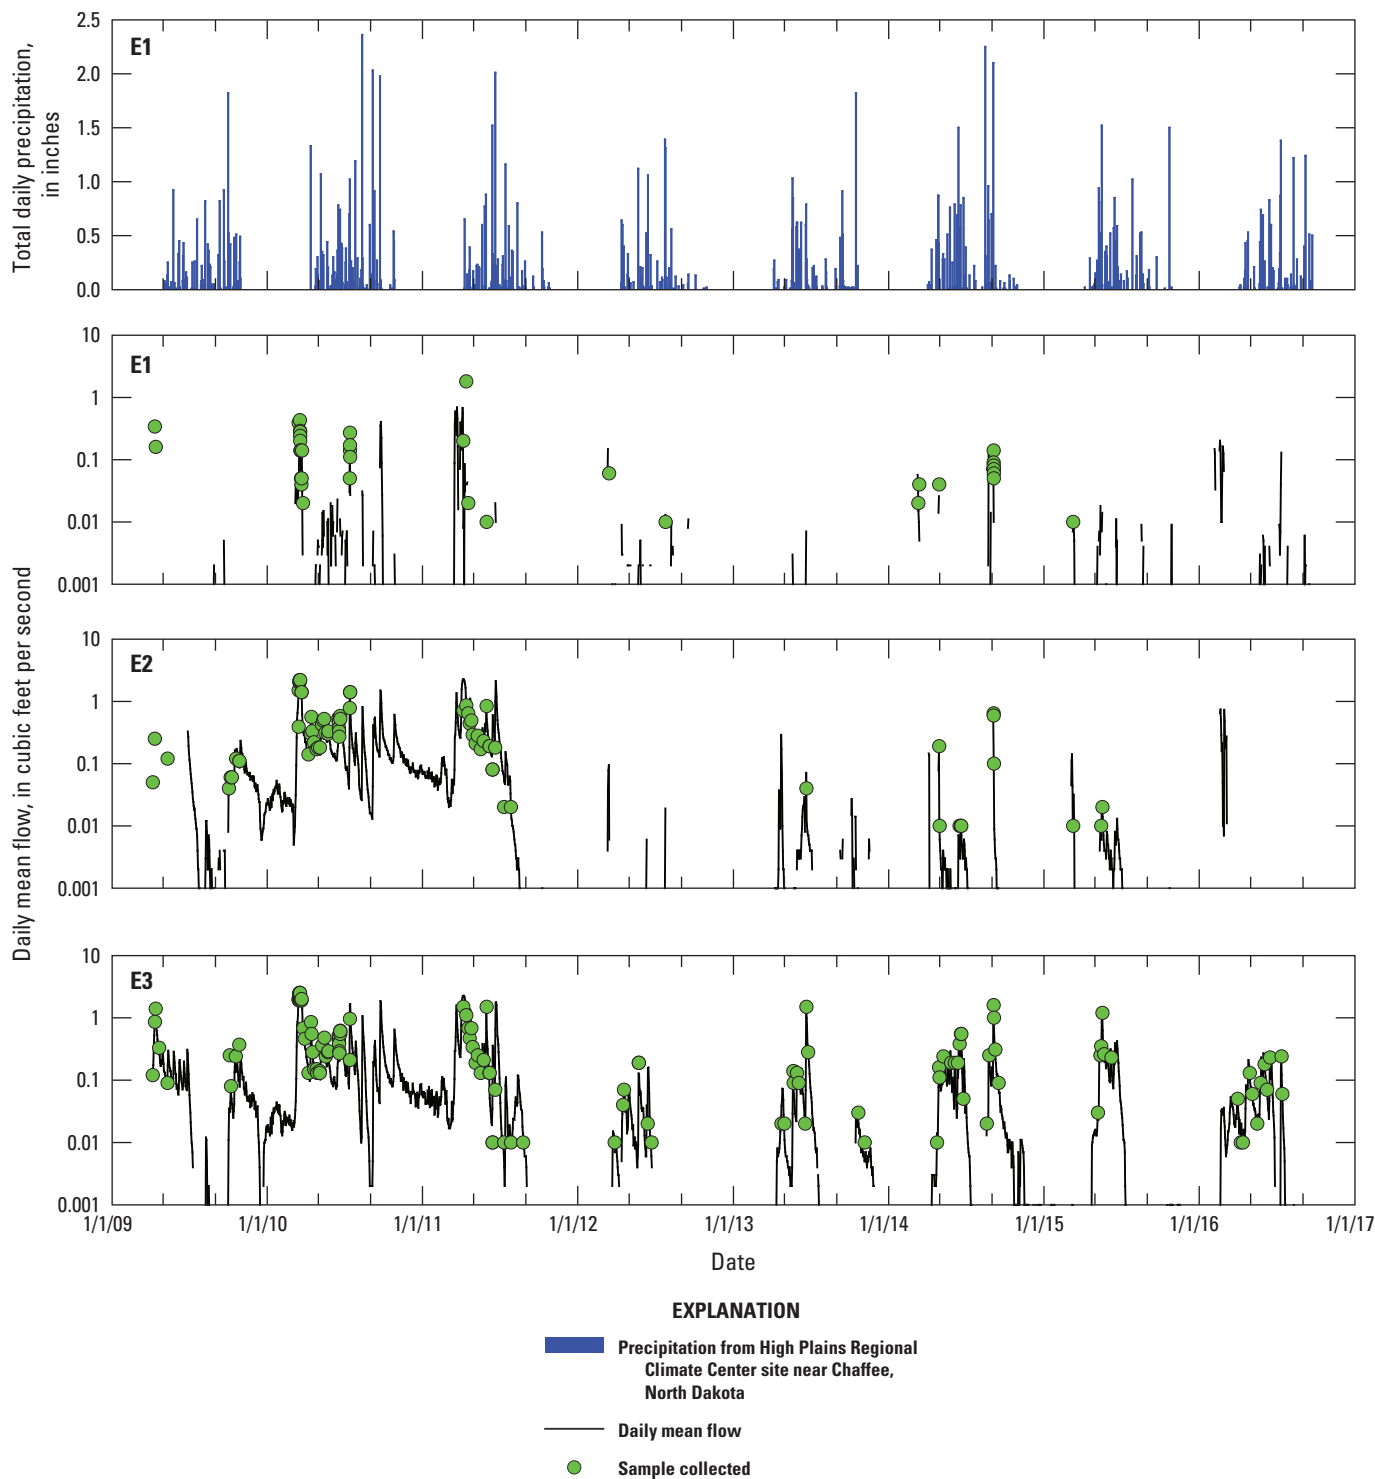 Total daily precipitation,
in inches
E1
2.5
2.0
1.5
1.0
0.5
0.0
Daily mean flow, in cubic feet per second
E1
10
1
0.1
0.01
0.001
E2
10
1
0.1
0.01
0.001
E3
10
1
0.1
0.01
0.001
1/1/09 1/1/10 1/1/11 1/1/12 1/1/13 1/1/14 1/1/15 1/1/16 1/1/17
Date
EXPLANATION
Precipitation from High Plains Regional
Climate Center site near Chaffee,
North Dakota
Daily mean flow
Sample collected